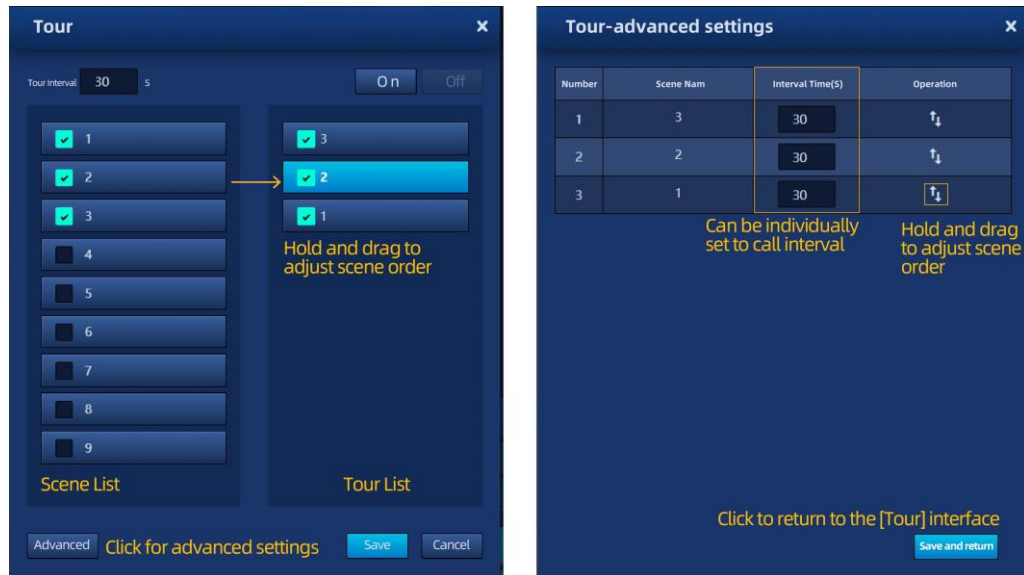 Tour x
Tour Interval 30 s On Off
1
2
3
4
5
6
7
8
9
Scene List
3
2
1
Hold and drag to
adjust scene order
Tour List
Advanced Click for advanced settings Save Cancel
Tour-advanced settings x
Number Scene Nam Interval Time(S) Operation
1 3 30
2 2 30
3 1 30
Can be individually
set to call interval
Hold and drag
to adjust scene
order
Click to return to the [Tour] interface
Save and return